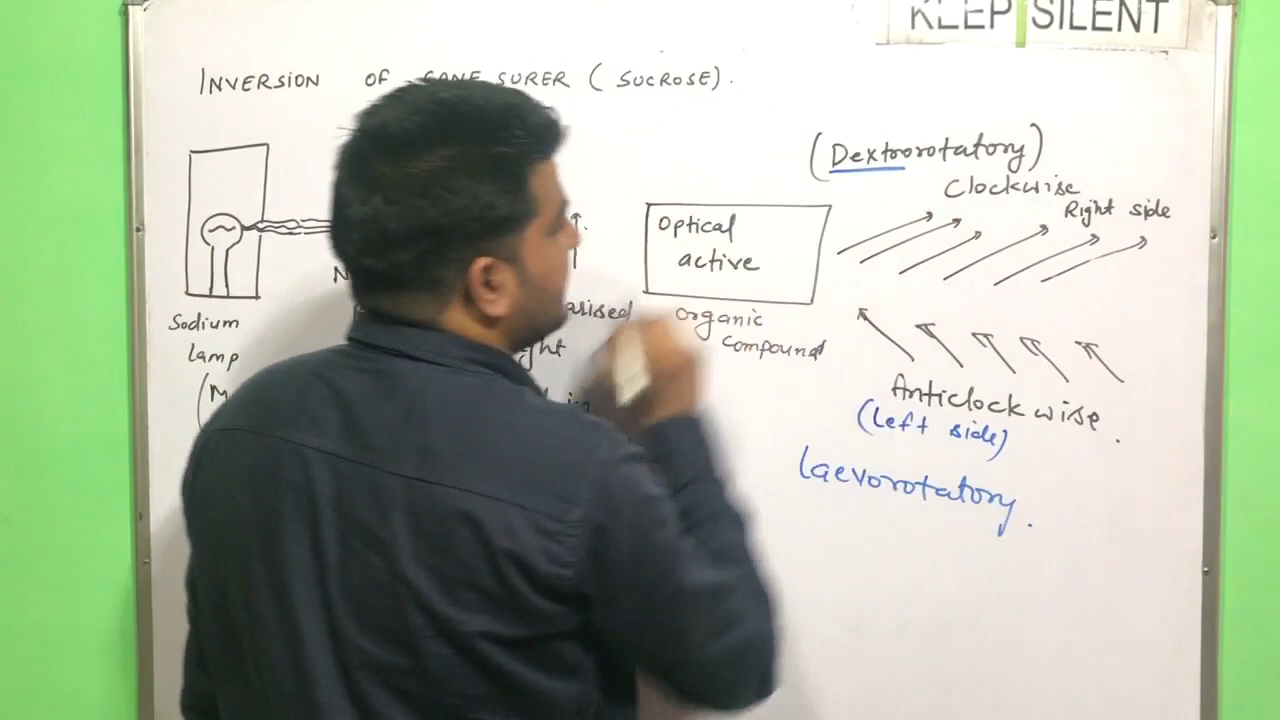 KEEP SILENT
INVERSION OF CANE SURER (SUCROSE).
(Dextrorotatory)
Clockwise
Right side
Optical
active
organic
compound
Sodium
lamp
Anticlockwise.
(Left side)
Laevorotatory.